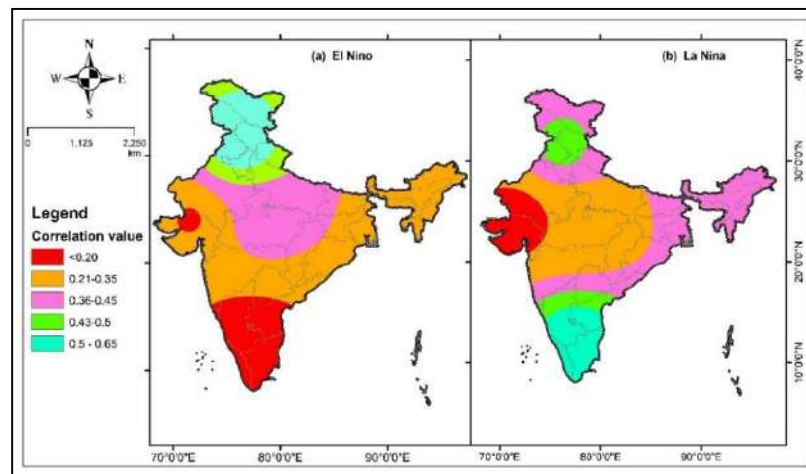 N
W E
S
0 1,125 2,250
km
Legend
Correlation value
<0.20
0.21-0.35
0.36-0.45
0.43-0.5
0.5 - 0.65
(a) El Nino
(b) La Nina
40°0'0"N
30°0'0"N
20°0'0"N
10°0'0"N
70°0'0"E 80°0'0"E 90°0'0"E
70°0'0"E 80°0'0"E 90°0'0"E